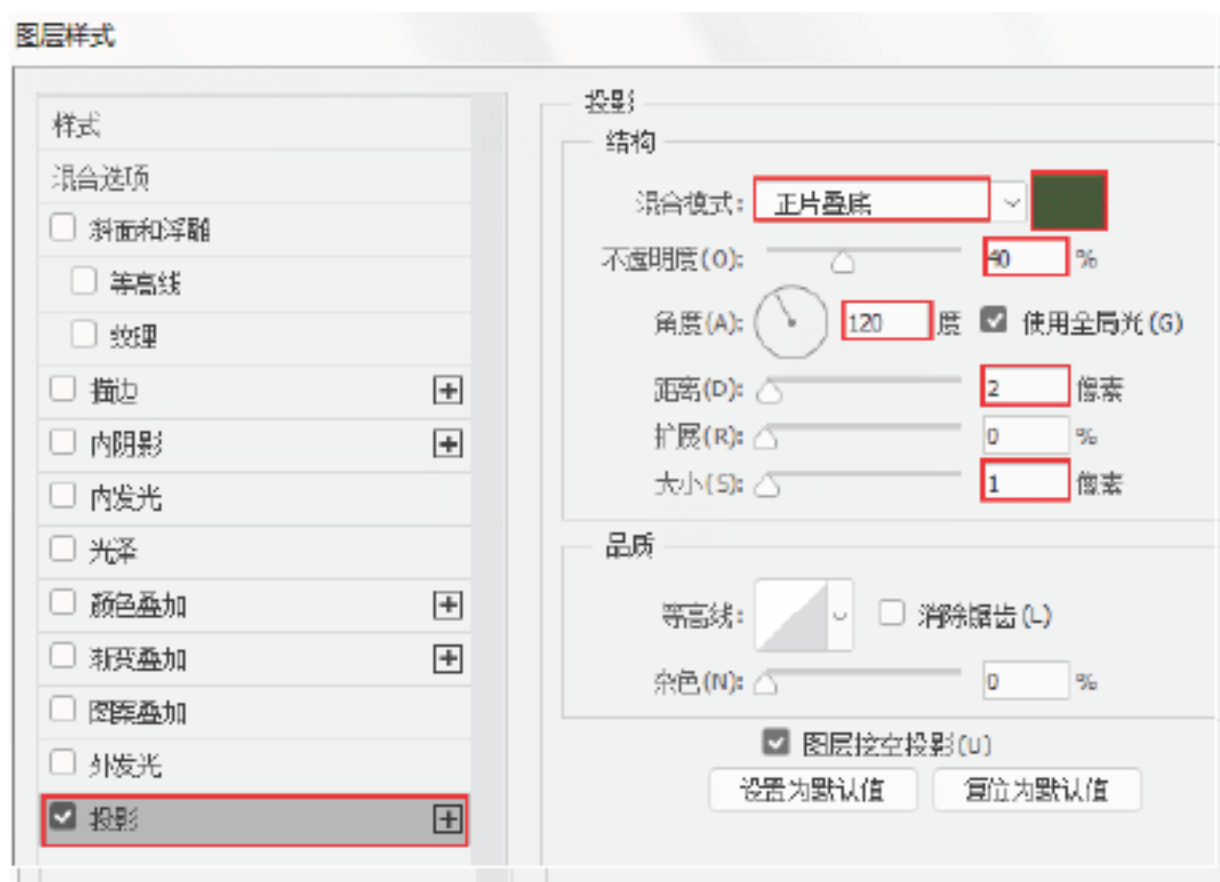 图层样式
样式
混合选项
斜面和浮雕
等高线
纹理
描边
内阴影
内发光
光泽
颜色叠加
渐变叠加
图案叠加
外发光
投影
投影
结构
混合模式: 正片叠底
不透明度(O): 40 %
角度(A): 120 度 使用全局光(G)
距离(D): 2 像素
扩展(R): 0 %
大小(S): 1 像素
品质
等高线: 消除锯齿(L)
杂色(N): 0 %
图层挖空投影(U)
设置为默认值 复位为默认值